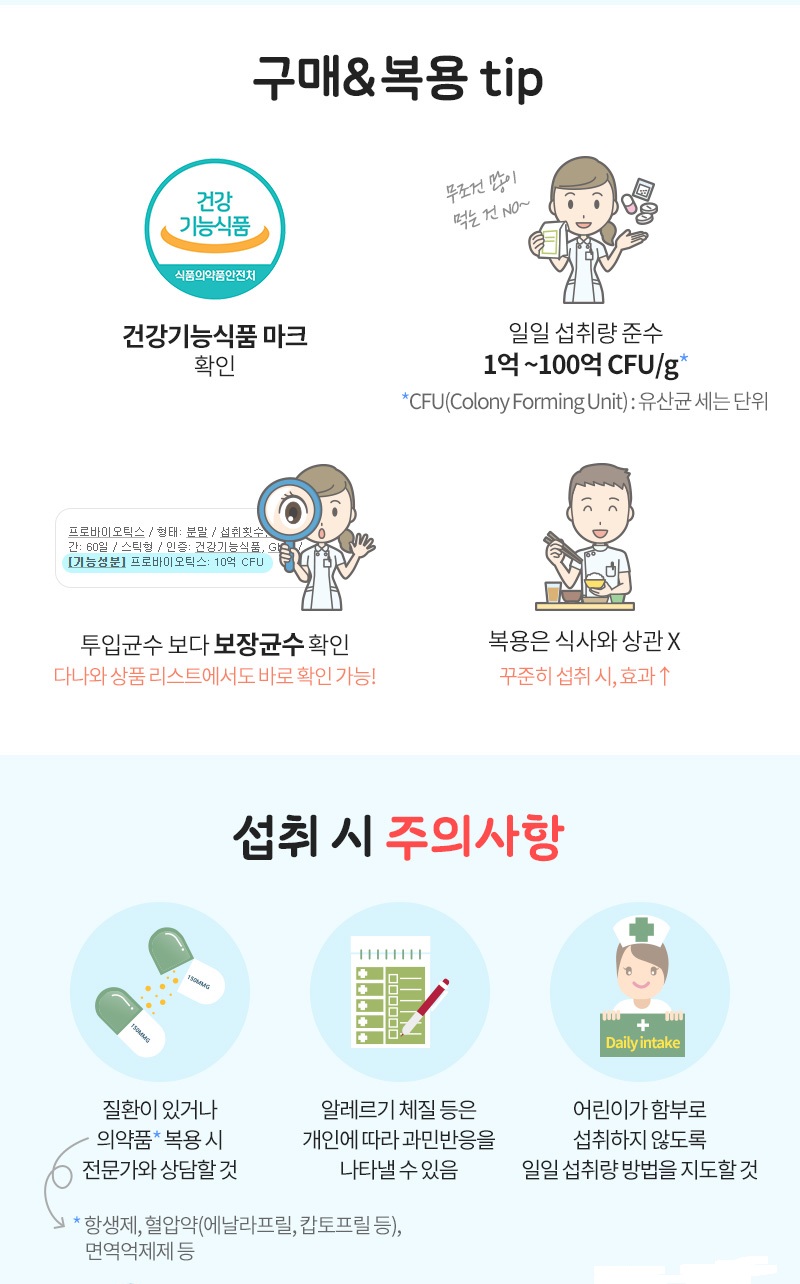 구매&복용 tip
건강
기능식품
식품의약품안전처
건강기능식품 마크
확인
무조건 많이
먹는 건 NO~
일일 섭취량 준수
1억 ~100억 CFU/g*
*CFU(Colony Forming Unit) : 유산균 세는 단위
프로바이오틱스 / 형태: 분말 / 섭취횟수
간: 60일 / 스틱형 / 인증: 건강기능식품,
[기능성분] 프로바이오틱스: 10억 CFU
투입균수 보다 보장균수 확인
다나와 상품 리스트에서도 바로 확인 가능!
복용은 식사와 상관 X
꾸준히 섭취 시, 효과↑
섭취 시 주의사항
150MMG
150MMG
Daily intake
질환이 있거나
의약품* 복용 시
전문가와 상담할 것
알레르기 체질 등은
개인에 따라 과민반응을
나타낼 수 있음
어린이가 함부로
섭취하지 않도록
일일 섭취량 방법을 지도할 것
* 항생제, 혈압약(에날라프릴, 캅토프릴 등),
면역억제제 등